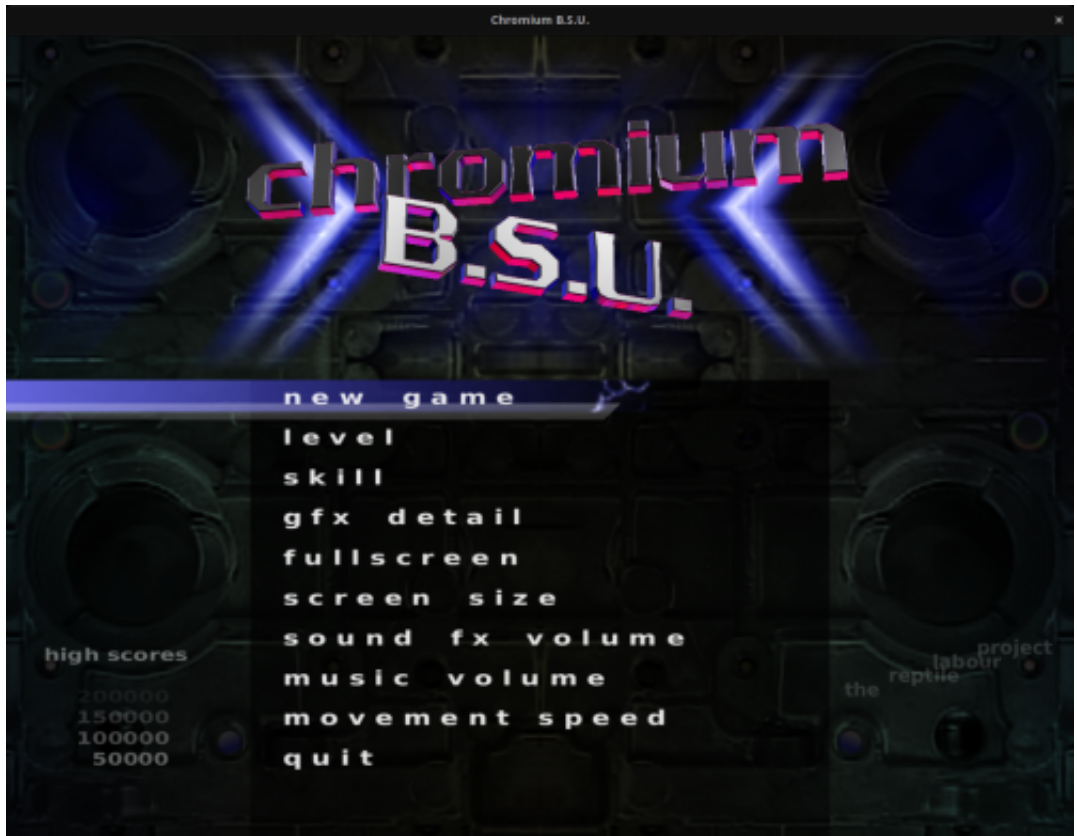 Chromium B.S.U.
chromium
B.S.U.
new game
level
skill
gfx detail
fullscreen
screen size
sound fx volume
music volume
movement speed
quit
high scores
200000
150000
100000
50000
the reptile labour project